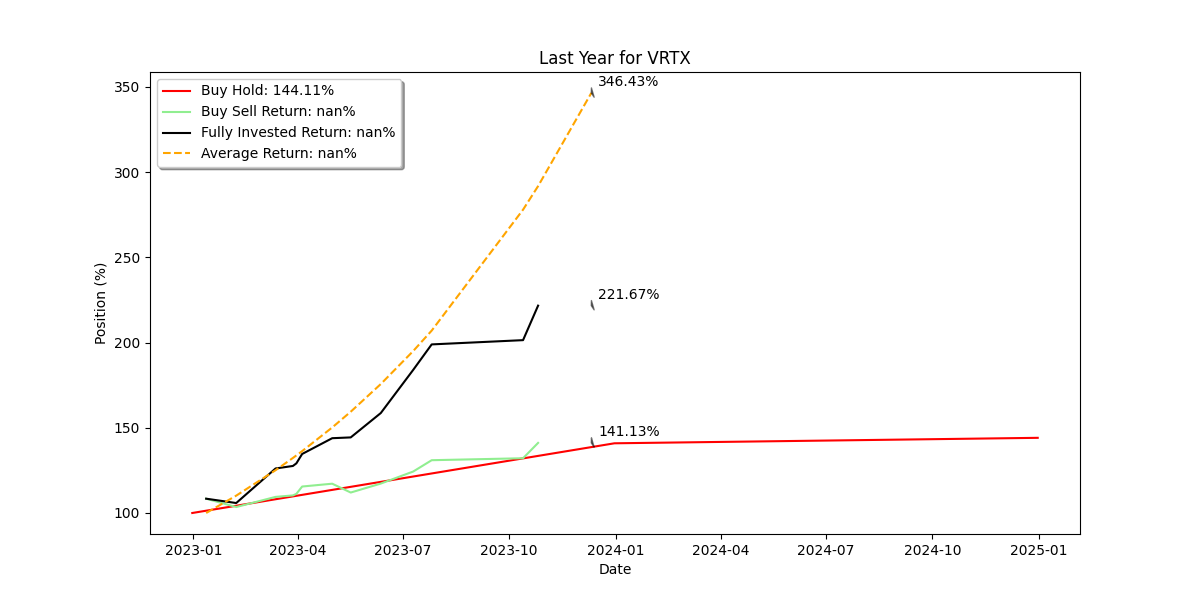 Last Year for VRTX
Buy Hold: 144.11%
Buy Sell Return: nan%
Fully Invested Return: nan%
Average Return: nan%
346.43%
221.67%
141.13%
Position (%)
350
300
250
200
150
100
2023-01 2023-04 2023-07 2023-10 2024-01 2024-04 2024-07 2024-10 2025-01
Date